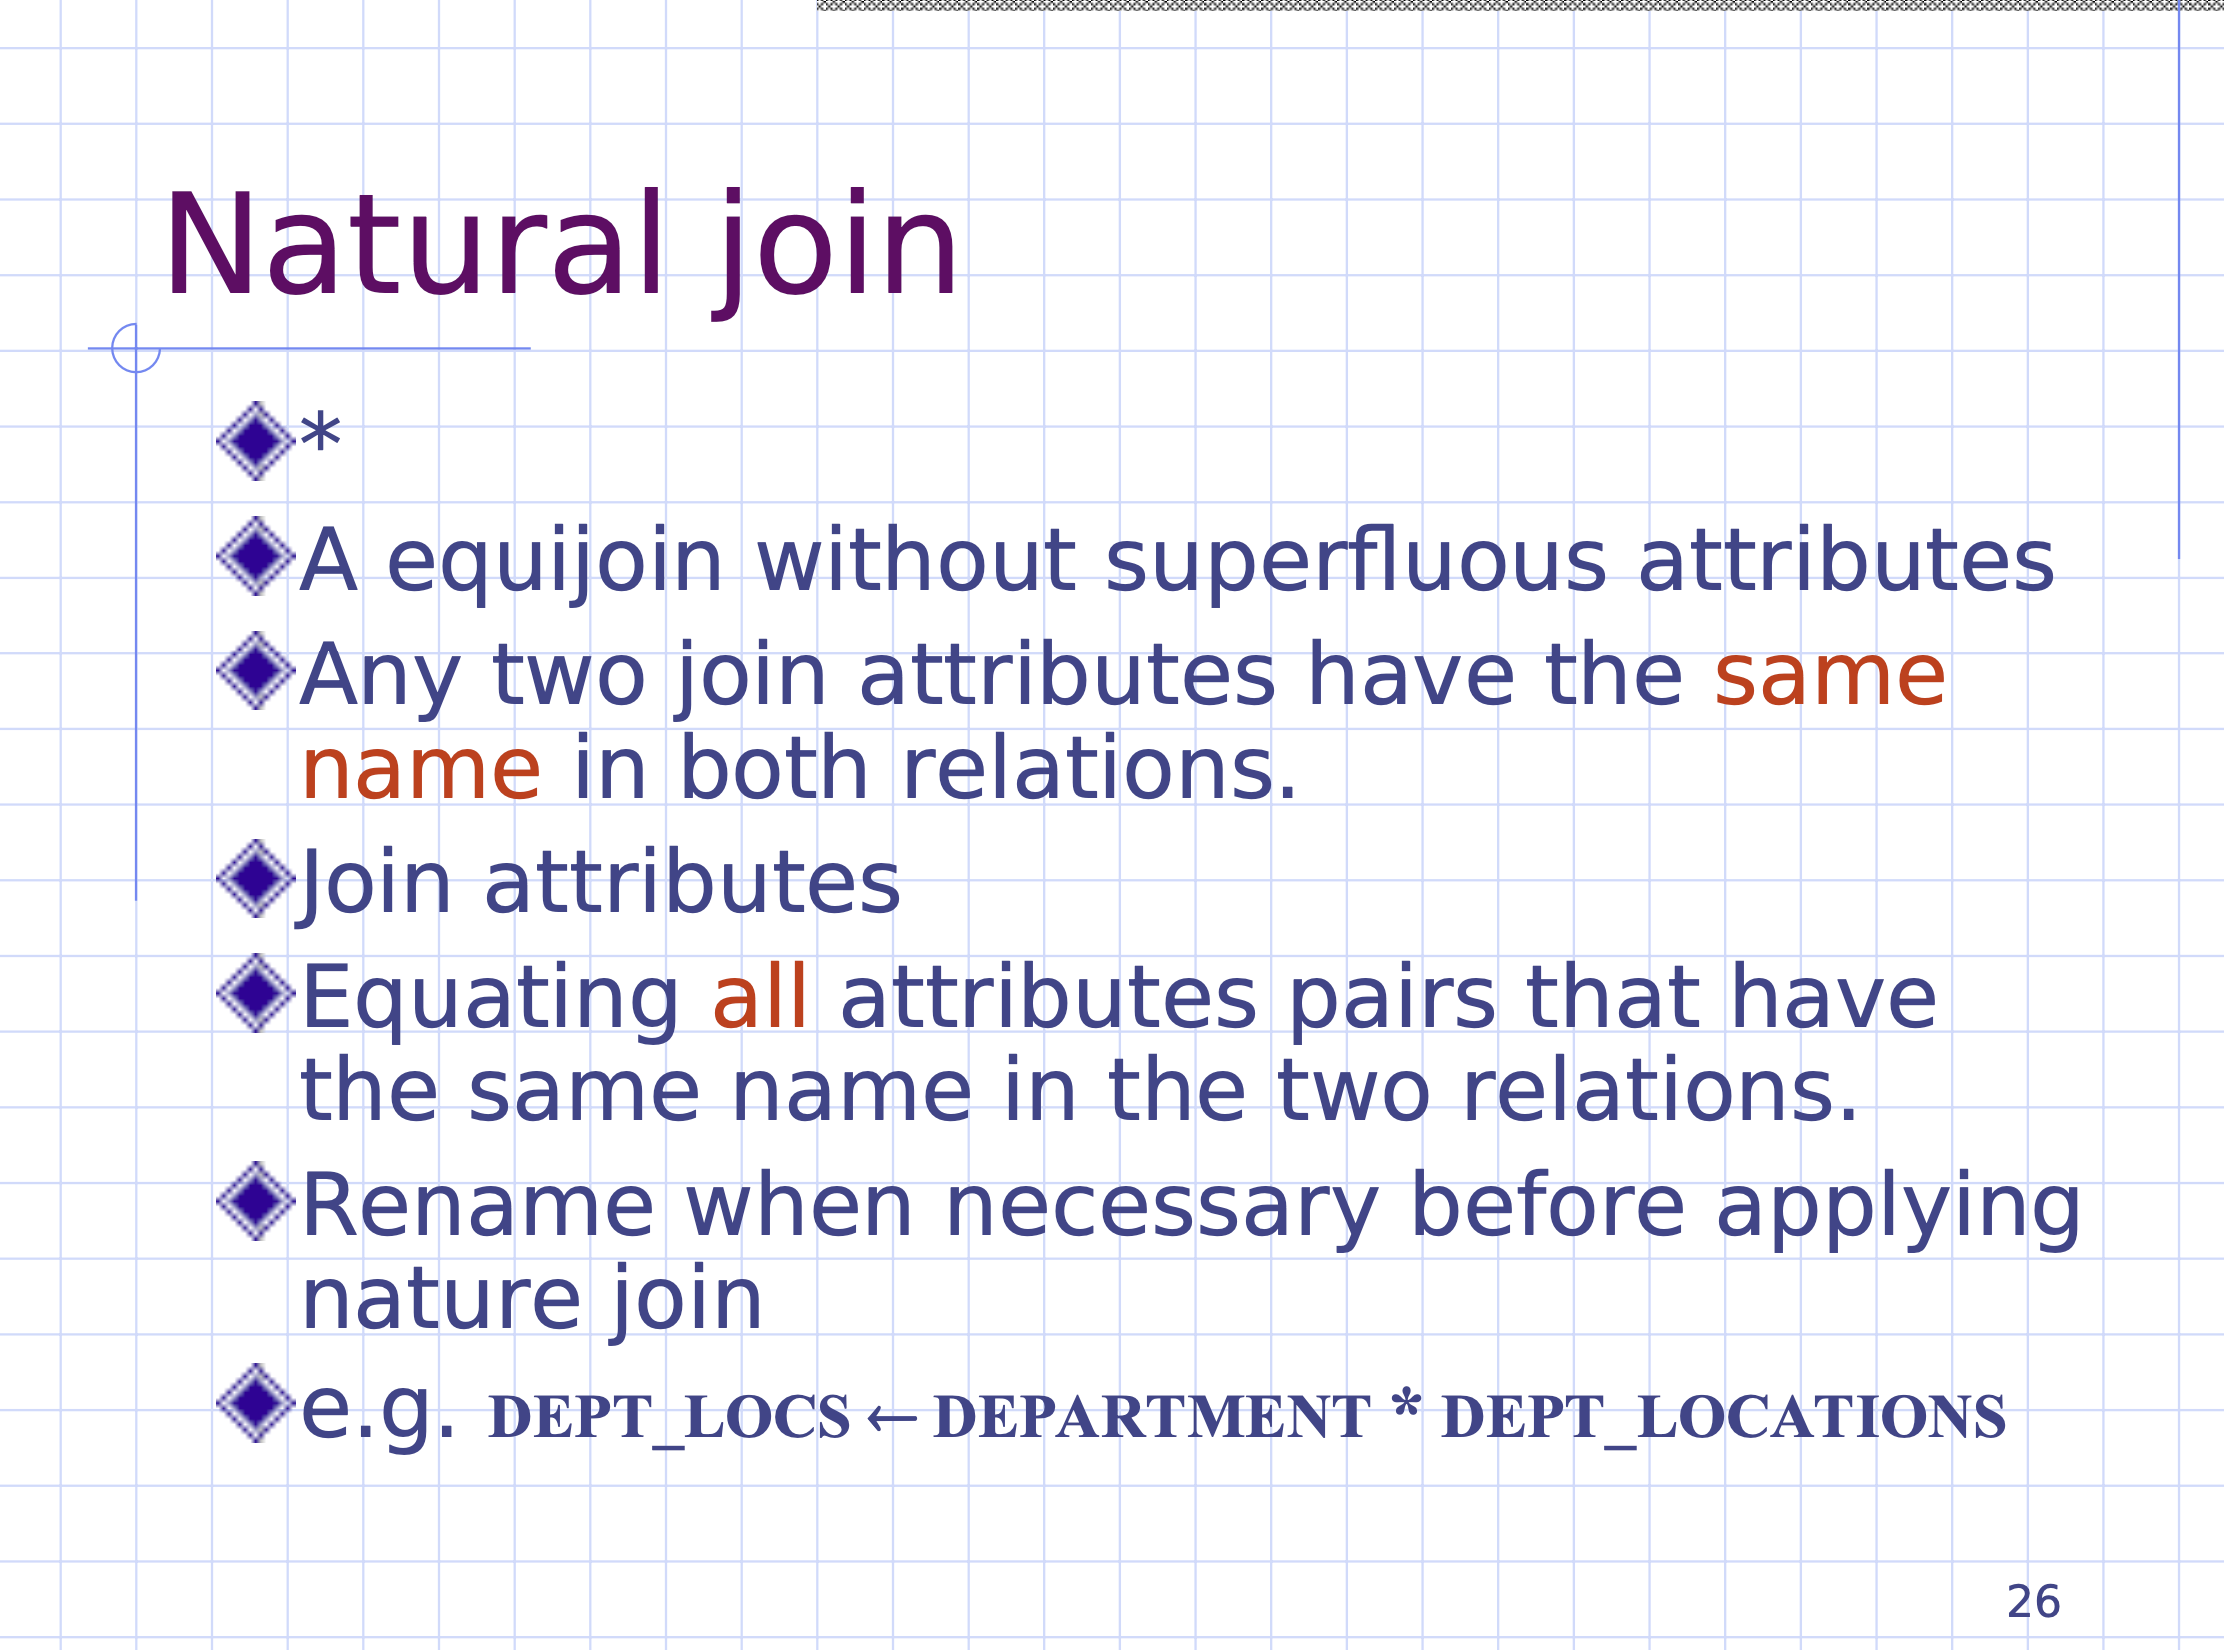 Natural join
*
A equijoin without superfluous attributes
Any two join attributes have the same
name in both relations.
Join attributes
Equating all attributes pairs that have
the same name in the two relations.
Rename when necessary before applying
nature join
e.g. DEPT_LOCS ← DEPARTMENT * DEPT_LOCATIONS
26